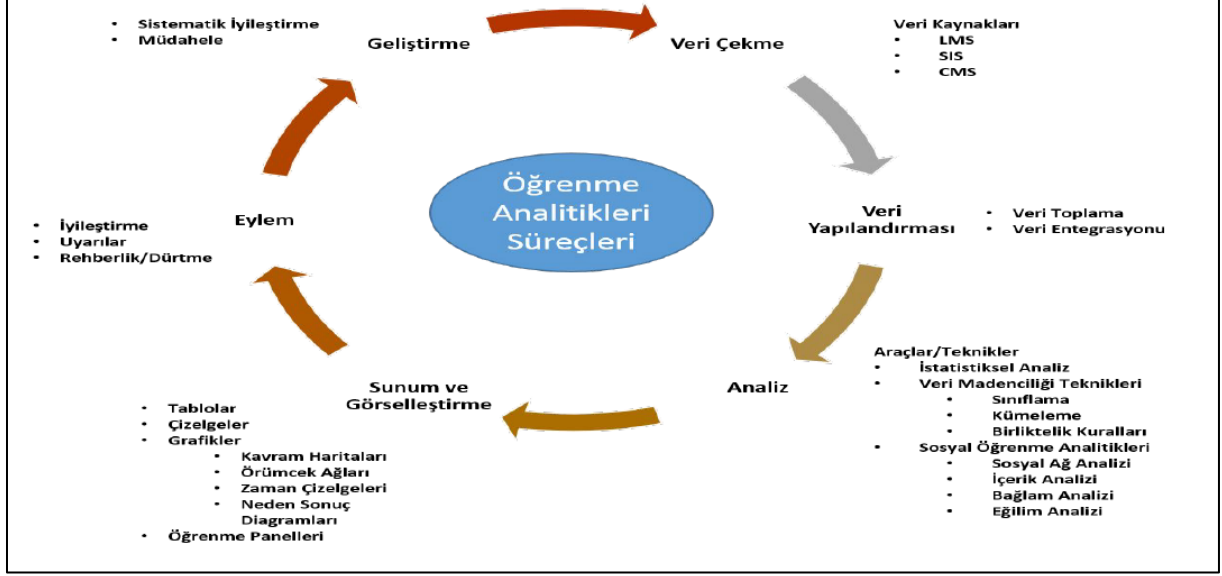 Öğrenme
Analitikleri
Süreçleri
Veri Çekme
Veri Kaynakları
• LMS
• SIS
• CMS
Veri
Yapılandırması
• Veri Toplama
• Veri Entegrasyonu
Analiz
Araçlar/Teknikler
• İstatistiksel Analiz
• Veri Madenciliği Teknikleri
• Sınıflama
• Kümeleme
• Birliktelik Kuralları
• Sosyal Öğrenme Analitikleri
• Sosyal Ağ Analizi
• İçerik Analizi
• Bağlam Analizi
• Eğilim Analizi
Sunum ve
Görselleştirme
• Tablolar
• Çizelgeler
• Grafikler
• Kavram Haritaları
• Örümcek Ağları
• Zaman Çizelgeleri
• Neden Sonuç
Diagramları
• Öğrenme Panelleri
Eylem
• İyileştirme
• Uyarılar
• Rehberlik/Dürtme
Geliştirme
• Sistematik İyileştirme
• Müdahele